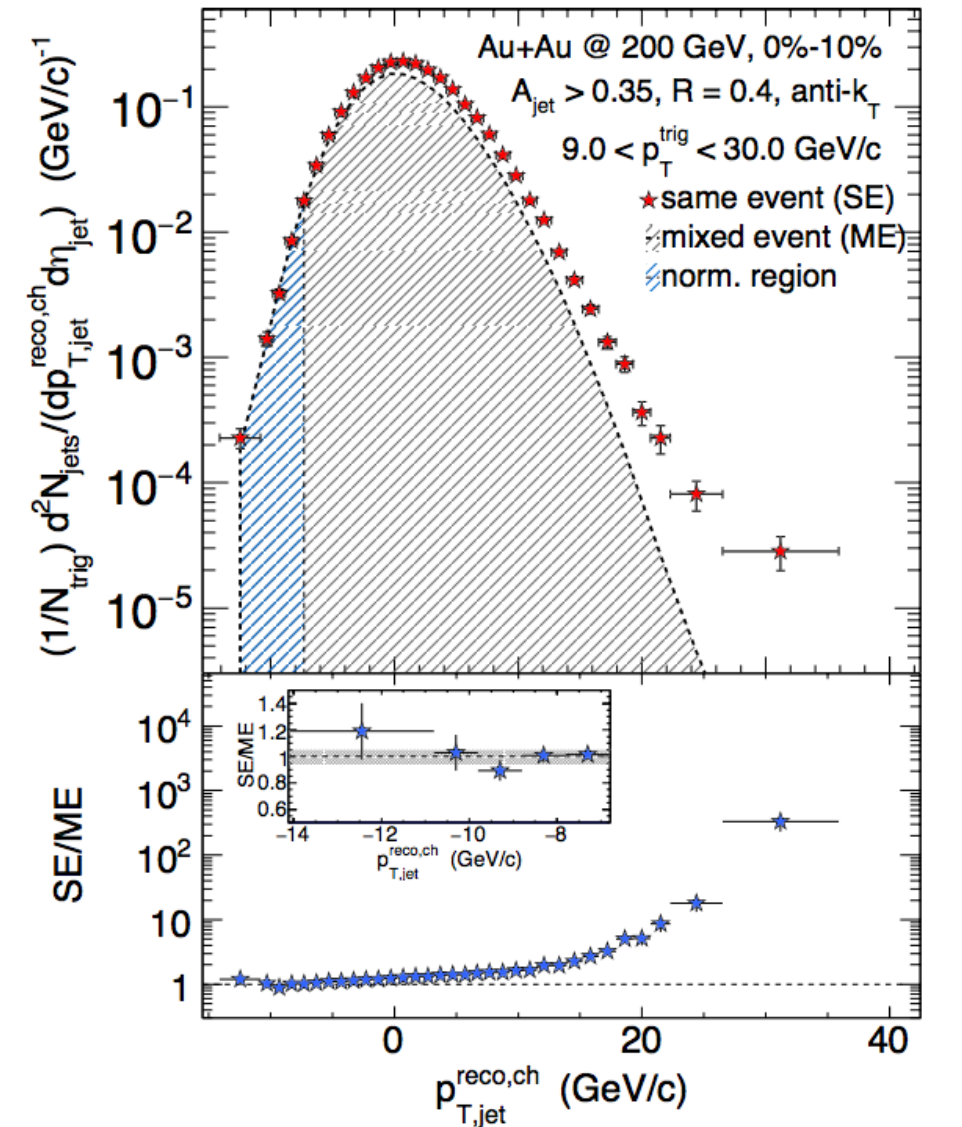 Au+Au @ 200 GeV, 0%-10%
A_jet > 0.35, R = 0.4, anti-k_T
9.0 < p_T^trig < 30.0 GeV/c
same event (SE)
mixed event (ME)
norm. region
(1/N_trig) d²N_jets/(dp_T,jet^reco,ch dη_jet) (GeV/c)^-1
10^-1
10^-2
10^-3
10^-4
10^-5
SE/ME
10^4
10^3
10^2
10
1
SE/ME
1.4
1.2
1
0.8
0.6
−14 −12 −10 −8
p_T,jet^reco,ch (GeV/c)
0 20 40
p_T,jet^reco,ch (GeV/c)